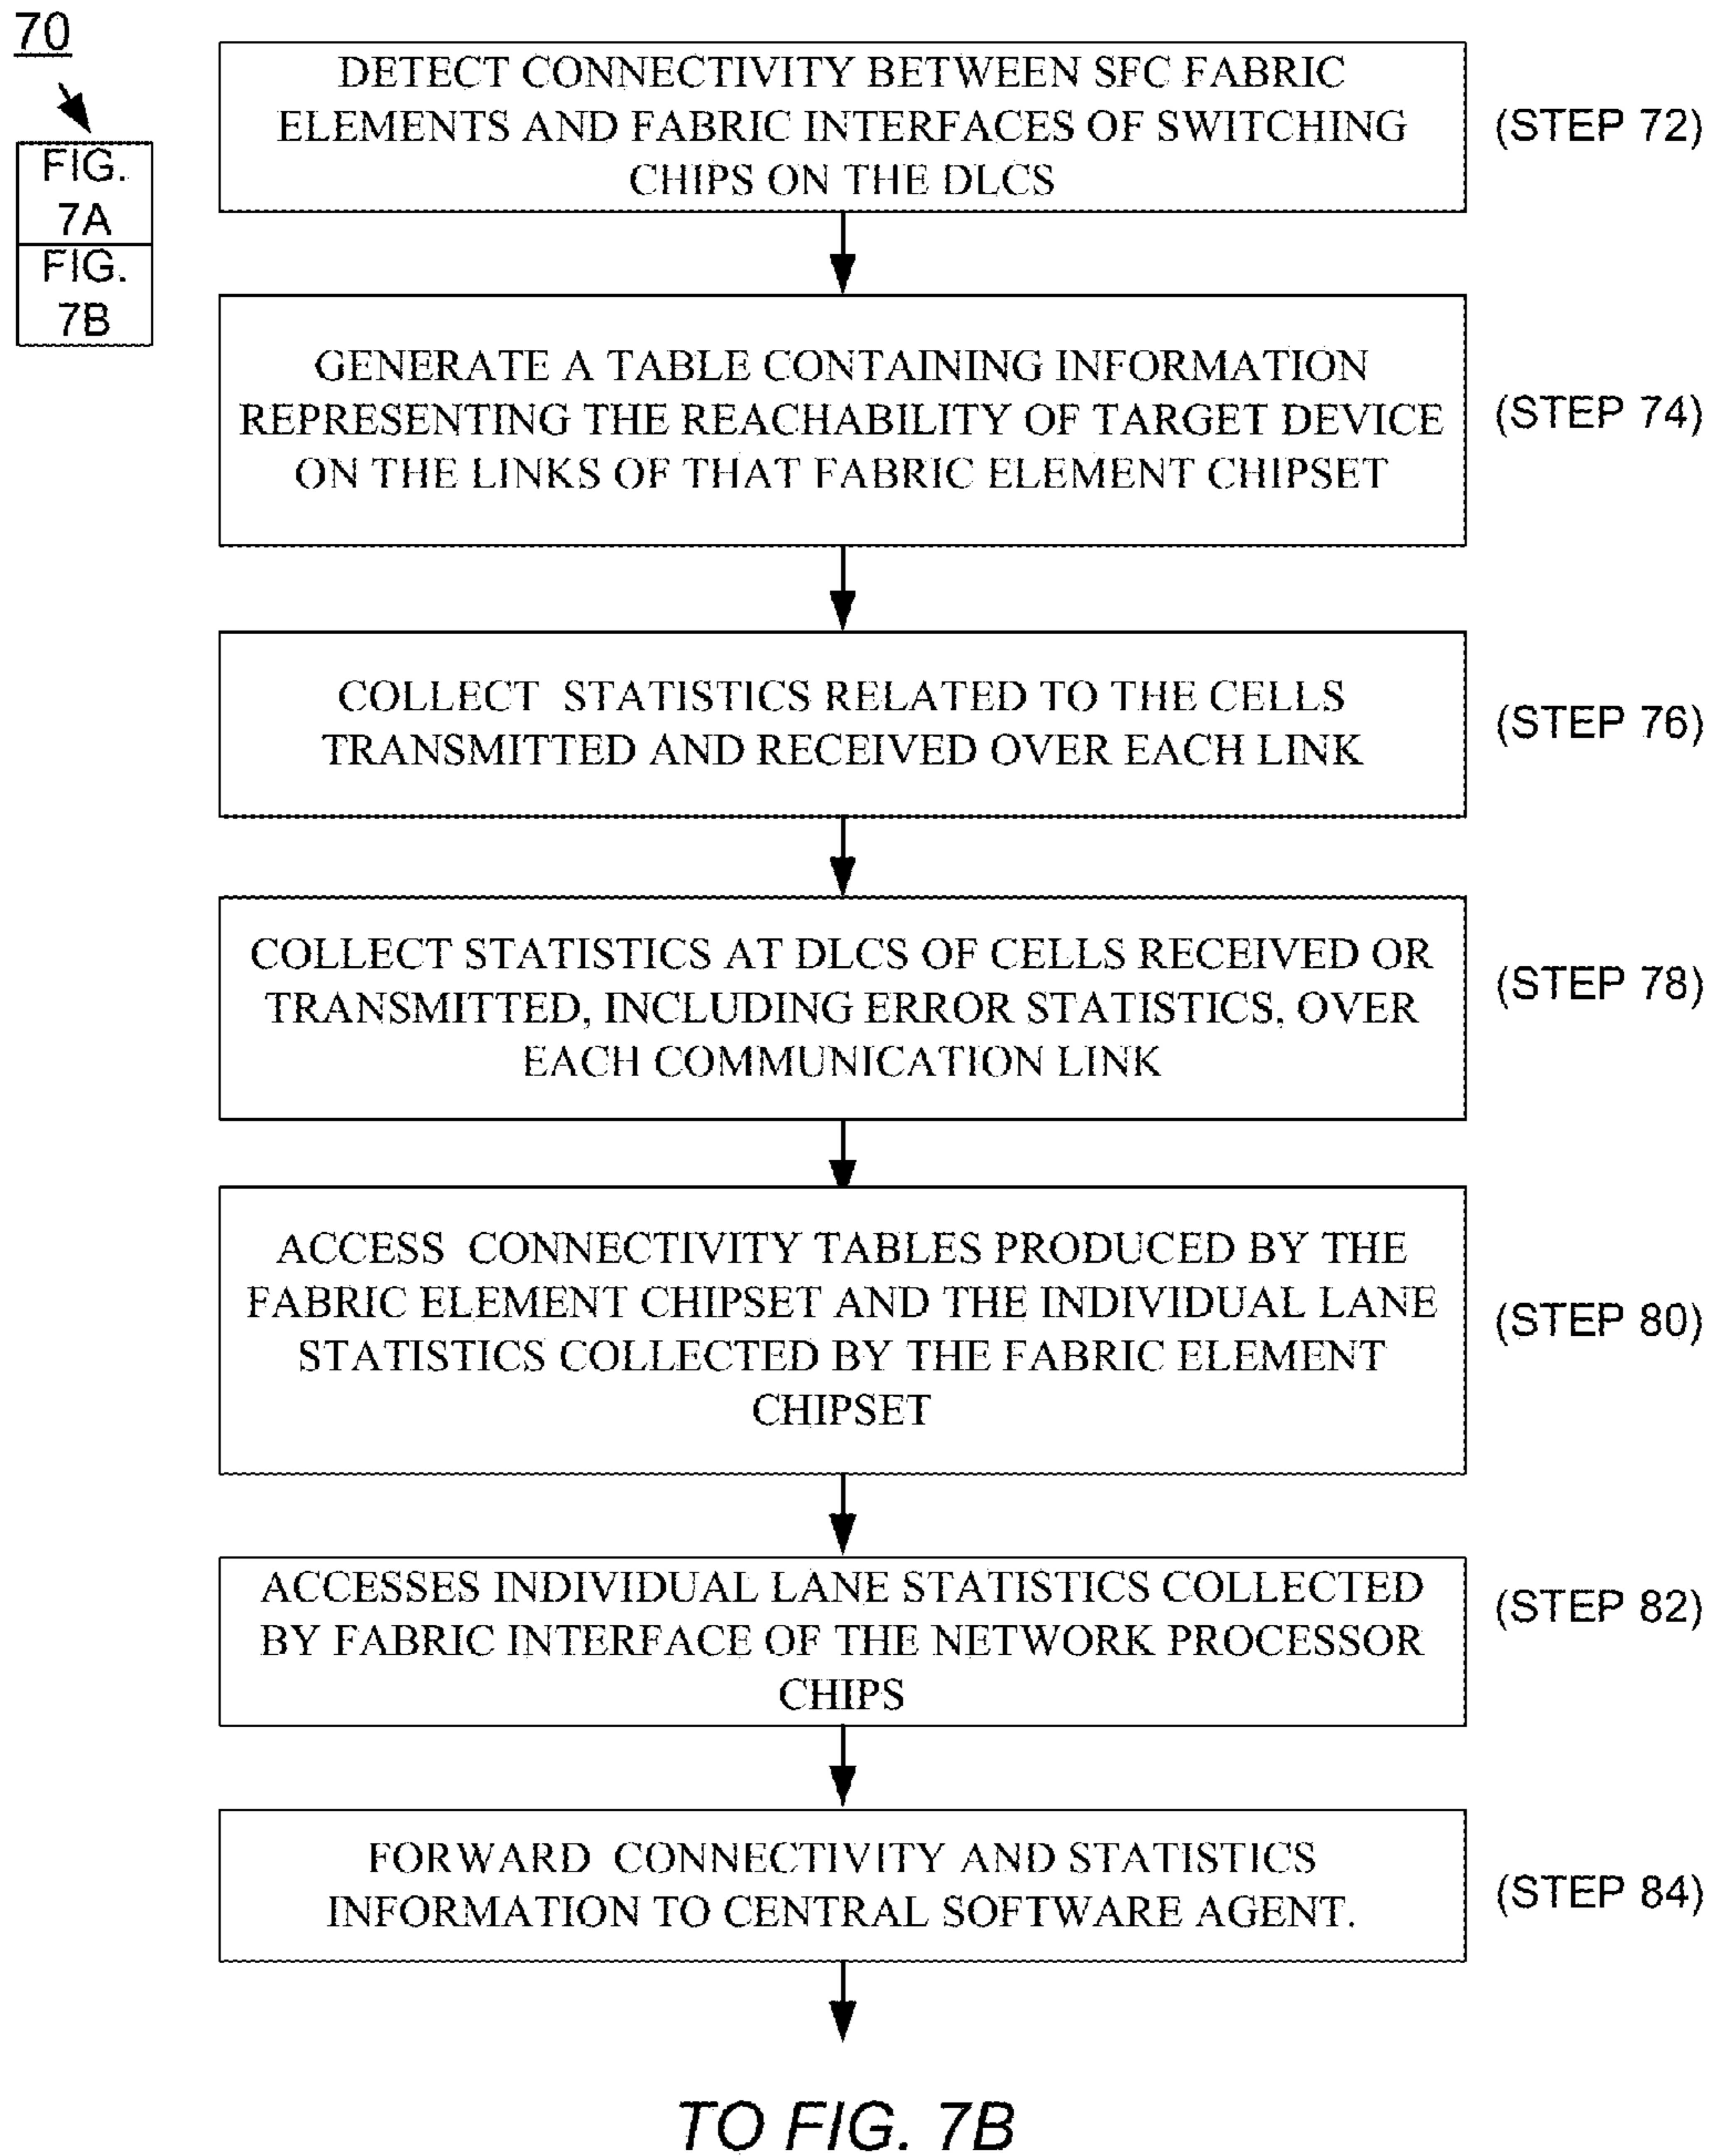 70
FIG.
7A
FIG.
7B
DETECT CONNECTIVITY BETWEEN SFC FABRIC
ELEMENTS AND FABRIC INTERFACES OF SWITCHING
CHIPS ON THE DLCS
(STEP 72)
GENERATE A TABLE CONTAINING INFORMATION
REPRESENTING THE REACHABILITY OF TARGET DEVICE
ON THE LINKS OF THAT FABRIC ELEMENT CHIPSET
(STEP 74)
COLLECT STATISTICS RELATED TO THE CELLS
TRANSMITTED AND RECEIVED OVER EACH LINK
(STEP 76)
COLLECT STATISTICS AT DLCS OF CELLS RECEIVED OR
TRANSMITTED, INCLUDING ERROR STATISTICS, OVER
EACH COMMUNICATION LINK
(STEP 78)
ACCESS CONNECTIVITY TABLES PRODUCED BY THE
FABRIC ELEMENT CHIPSET AND THE INDIVIDUAL LANE
STATISTICS COLLECTED BY THE FABRIC ELEMENT
CHIPSET
(STEP 80)
ACCESSES INDIVIDUAL LANE STATISTICS COLLECTED
BY FABRIC INTERFACE OF THE NETWORK PROCESSOR
CHIPS
(STEP 82)
FORWARD CONNECTIVITY AND STATISTICS
INFORMATION TO CENTRAL SOFTWARE AGENT.
(STEP 84)
TO FIG. 7B